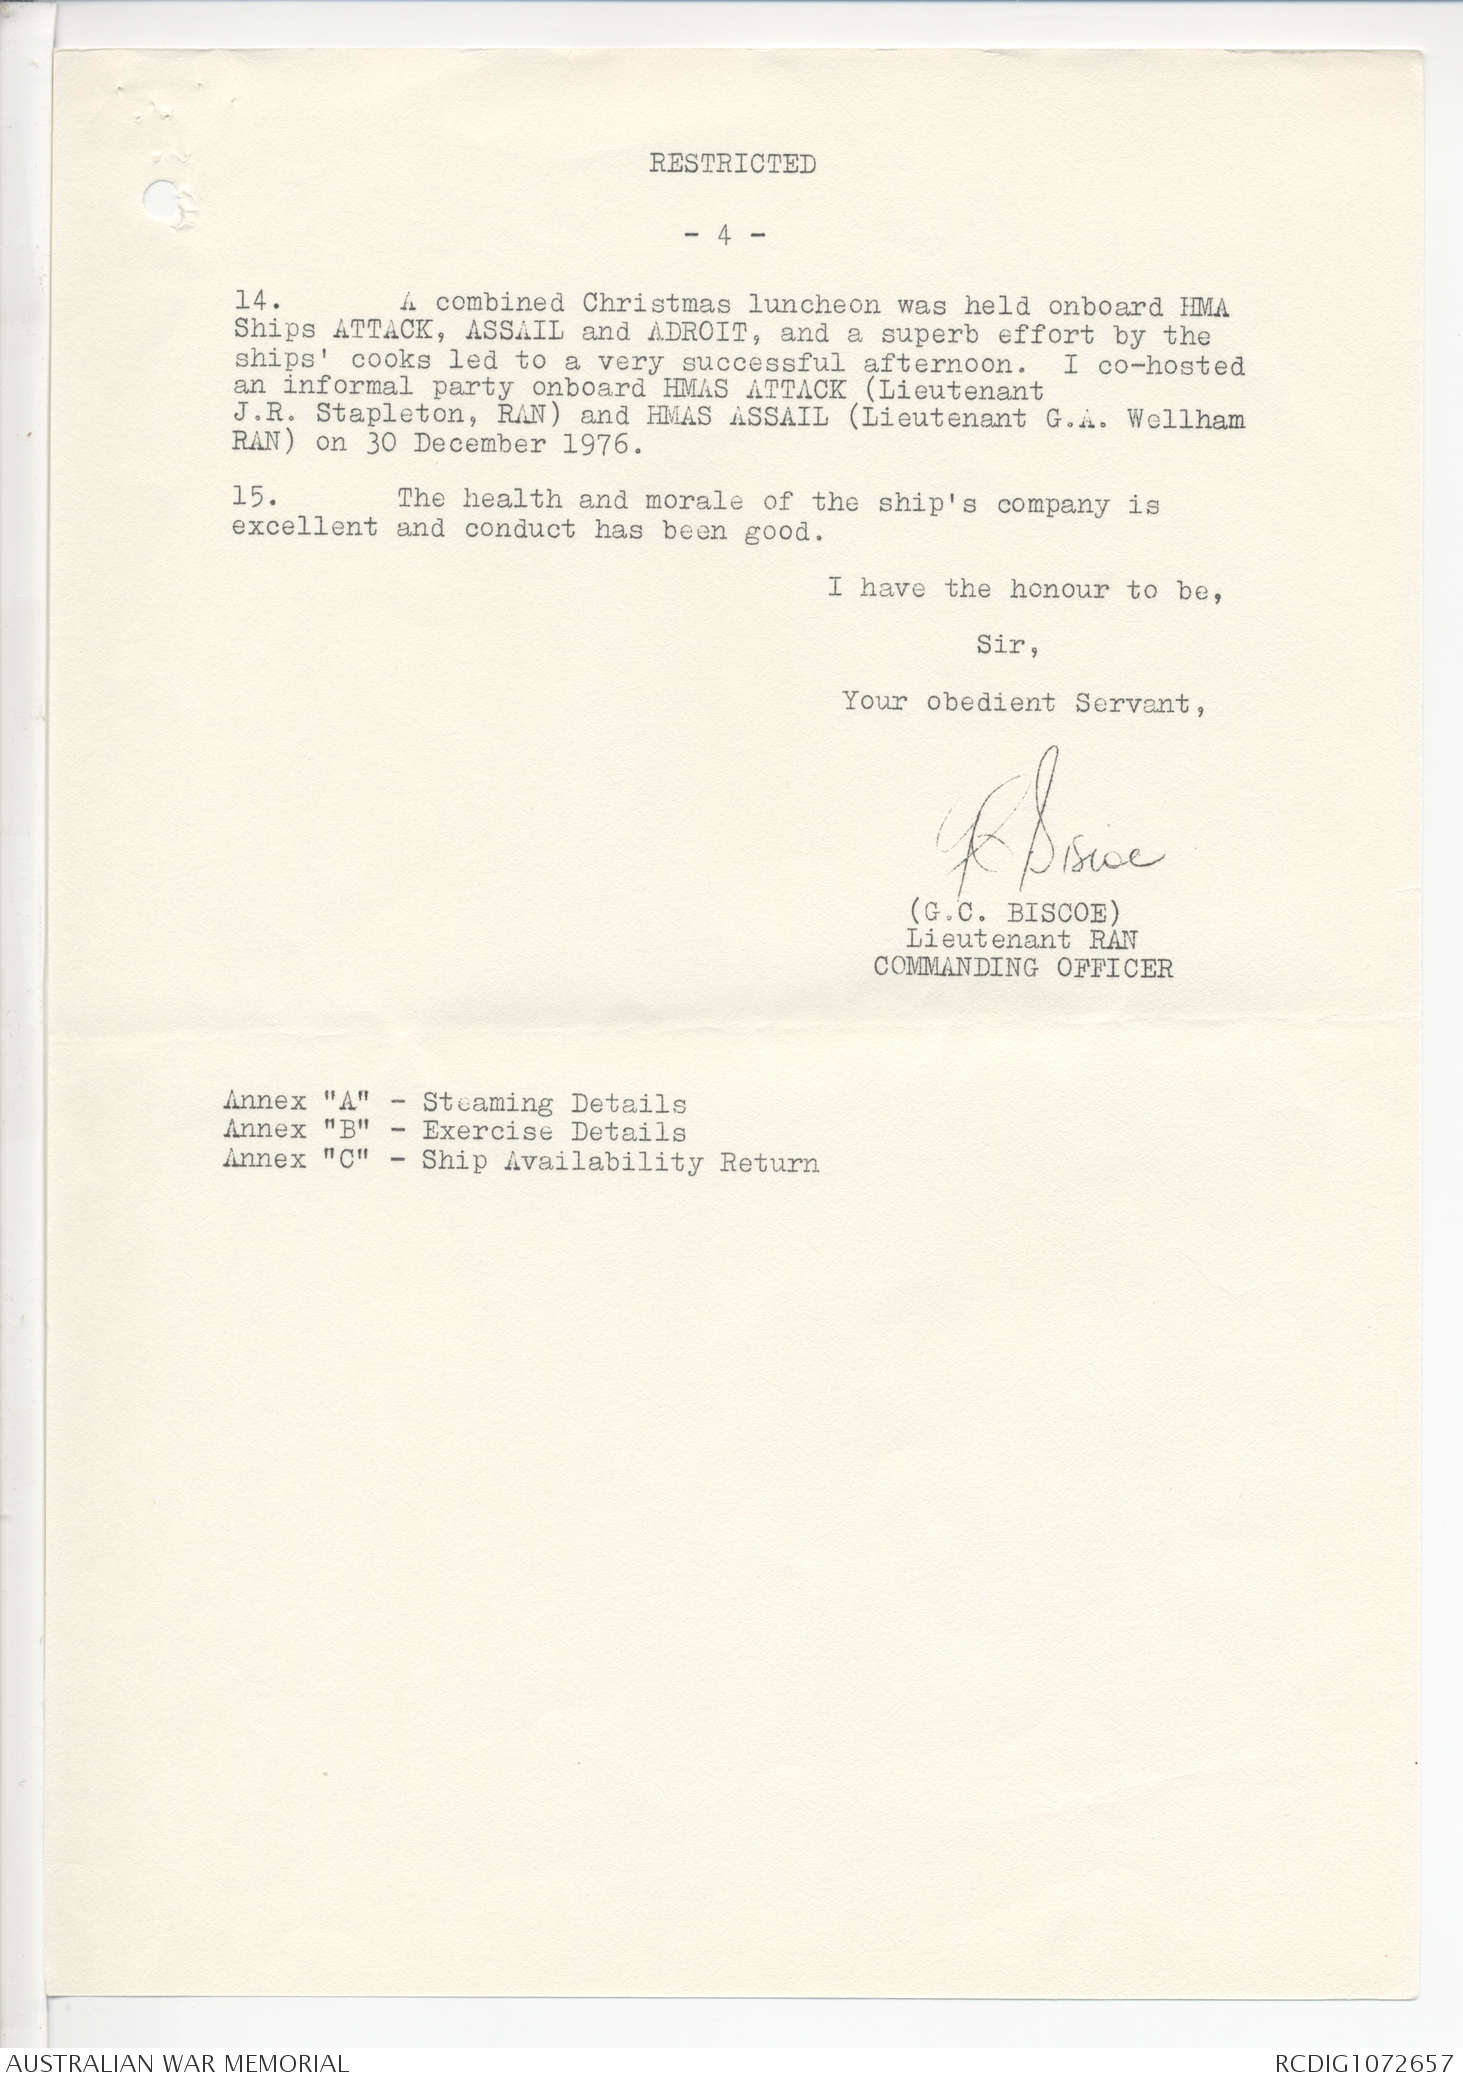 RESTRICTED
- 4 -
14. A combined Christmas luncheon was held onboard HMA
Ships ATTACK, ASSAIL and ADROIT, and a superb effort by the
ships' cooks led to a very successful afternoon. I co-hosted
an informal party onboard HMAS ATTACK (Lieutenant
J.R. Stapleton, RAN) and HMAS ASSAIL (Lieutenant G.A. Wellham
RAN) on 30 December 1976.
15. The health and morale of the ship's company is
excellent and conduct has been good.
I have the honour to be,
Sir,
Your obedient Servant,
G Biscoe
(G.C. BISCOE)
Lieutenant RAN
COMMANDING OFFICER
Annex "A" - Steaming Details
Annex "B" - Exercise Details
Annex "C" - Ship Availability Return
AUSTRALIAN WAR MEMORIAL
RCDIG1072657